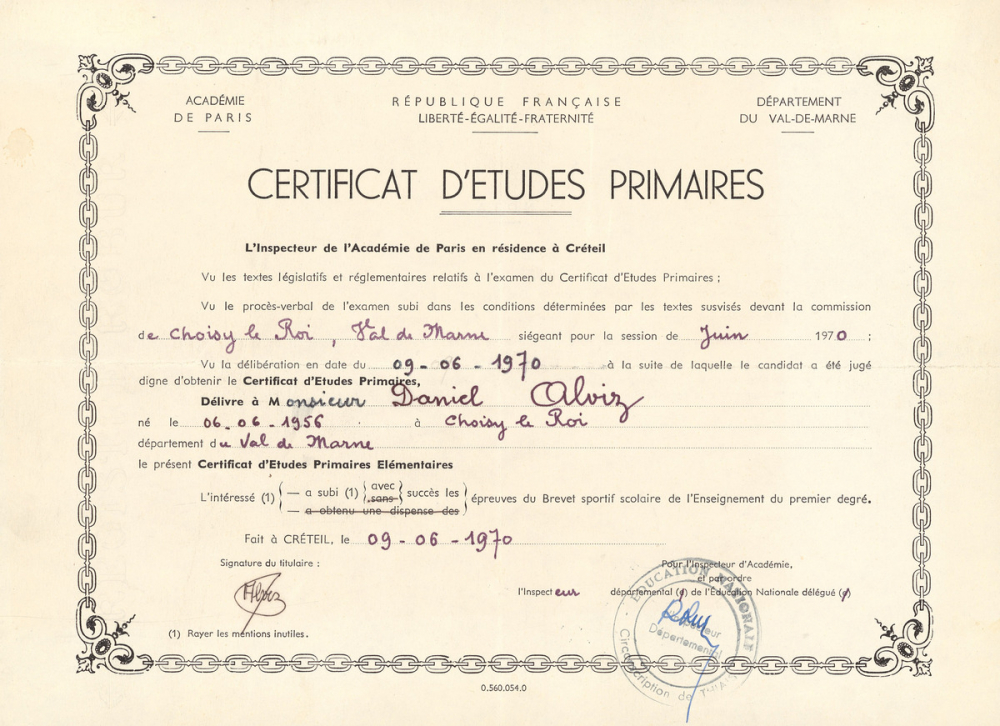 ACADÉMIE
DE PARIS
RÉPUBLIQUE FRANÇAISE
LIBERTÉ-ÉGALITÉ-FRATERNITÉ
DÉPARTEMENT
DU VAL-DE-MARNE
CERTIFICAT D'ETUDES PRIMAIRES
L'Inspecteur de l'Académie de Paris en résidence à Créteil
Vu les textes législatifs et réglementaires relatifs à l'examen du Certificat d'Etudes Primaires ;
Vu le procès-verbal de l'examen subi dans les conditions déterminées par les textes susvisés devant la commission
de Choisy le Roi, Val de Marne siégeant pour la session de Juin 1970 ;
Vu la délibération en date du 09-06-1970 à la suite de laquelle le candidat a été jugé
digne d'obtenir le Certificat d'Etudes Primaires,
Délivre à Monsieur Daniel Alviz
né le 06.06.1956 à Choisy le Roi
département du Val de Marne
le présent Certificat d'Etudes Primaires Elémentaires
L'intéressé (1) { — a subi (1) { avec / sans } succès les / — a obtenu une dispense des } épreuves du Brevet sportif scolaire de l'Enseignement du premier degré.
Fait à CRÉTEIL, le 09-06-1970
Signature du titulaire :
Alviz
Pour l'Inspecteur d'Académie,
et par ordre
l'Inspecteur départemental (e) de l'Education Nationale délégué (e)
EDUCATION NATIONALE
Inspecteur
Départemental
Circonscription de
(1) Rayer les mentions inutiles.
0.560.054.0